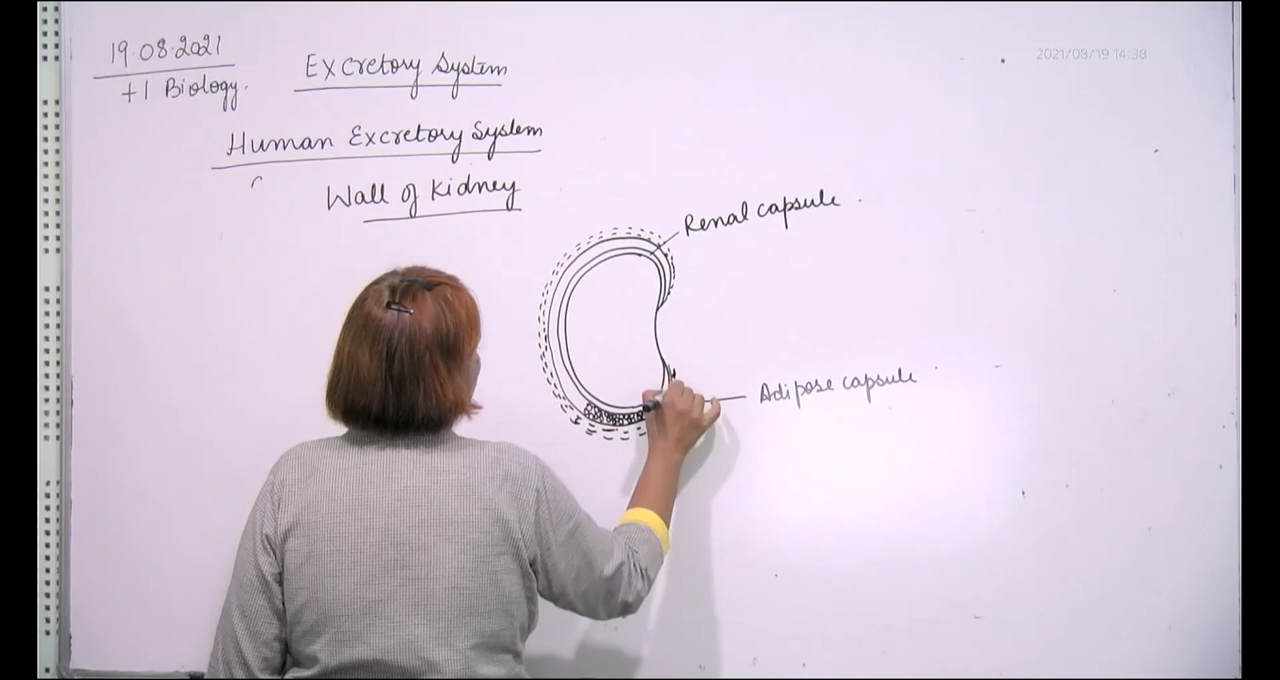 19.08.2021
+1 Biology.
Excretory System
Human Excretory System
Wall of Kidney
Renal capsule
Adipose capsule
2021/08/19 14:38